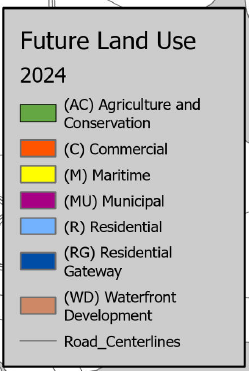 Future Land Use
2024
(AC) Agriculture and
Conservation
(C) Commercial
(M) Maritime
(MU) Municipal
(R) Residential
(RG) Residential
Gateway
(WD) Waterfront
Development
Road_Centerlines